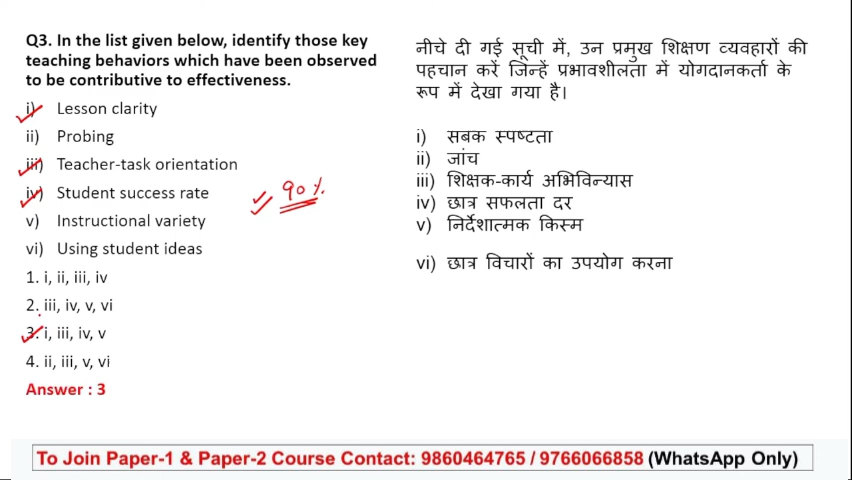 Q3. In the list given below, identify those key
teaching behaviors which have been observed
to be contributive to effectiveness.
i) Lesson clarity
ii) Probing
iii) Teacher-task orientation
iv) Student success rate
90%
v) Instructional variety
vi) Using student ideas
1. i, ii, iii, iv
2. iii, iv, v, vi
3. i, iii, iv, v
4. ii, iii, v, vi
Answer : 3
नीचे दी गई सूची में, उन प्रमुख शिक्षण व्यवहारों की
पहचान करें जिन्हें प्रभावशीलता में योगदानकर्ता के
रूप में देखा गया है।
i) सबक स्पष्टता
ii) जांच
iii) शिक्षक-कार्य अभिविन्यास
iv) छात्र सफलता दर
v) निर्देशात्मक किस्म
vi) छात्र विचारों का उपयोग करना
To Join Paper-1 & Paper-2 Course Contact: 9860464765 / 9766066858 (WhatsApp Only)